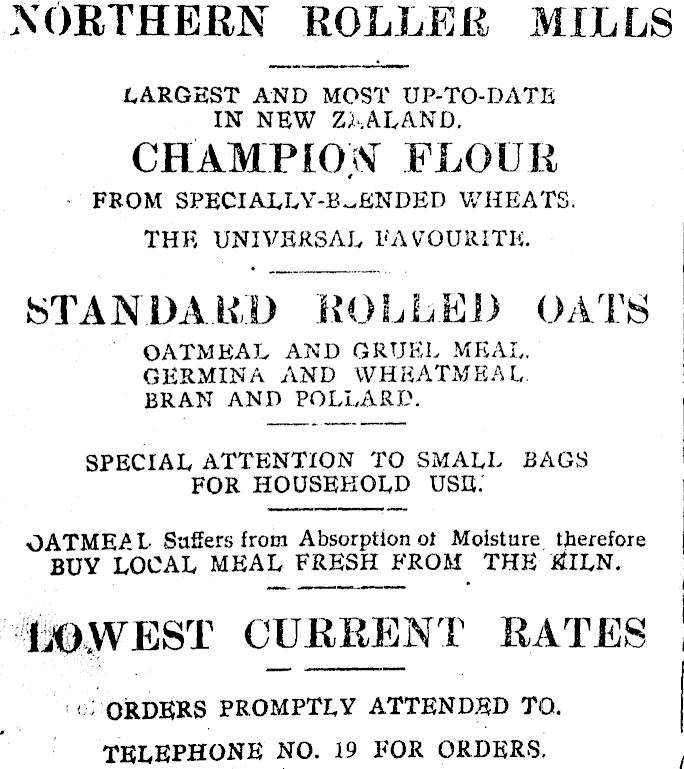 NORTHERN ROLLER MILLS
LARGEST AND MOST UP-TO-DATE
IN NEW ZEALAND.
CHAMPION FLOUR
FROM SPECIALLY-BLENDED WHEATS.
THE UNIVERSAL FAVOURITE.
STANDARD ROLLED OATS
OATMEAL AND GRUEL MEAL.
GERMINA AND WHEATMEAL.
BRAN AND POLLARD.
SPECIAL ATTENTION TO SMALL BAGS
FOR HOUSEHOLD USE.
OATMEAL Suffers from Absorption of Moisture therefore
BUY LOCAL MEAL FRESH FROM THE KILN.
LOWEST CURRENT RATES
ORDERS PROMPTLY ATTENDED TO.
TELEPHONE NO. 19 FOR ORDERS.